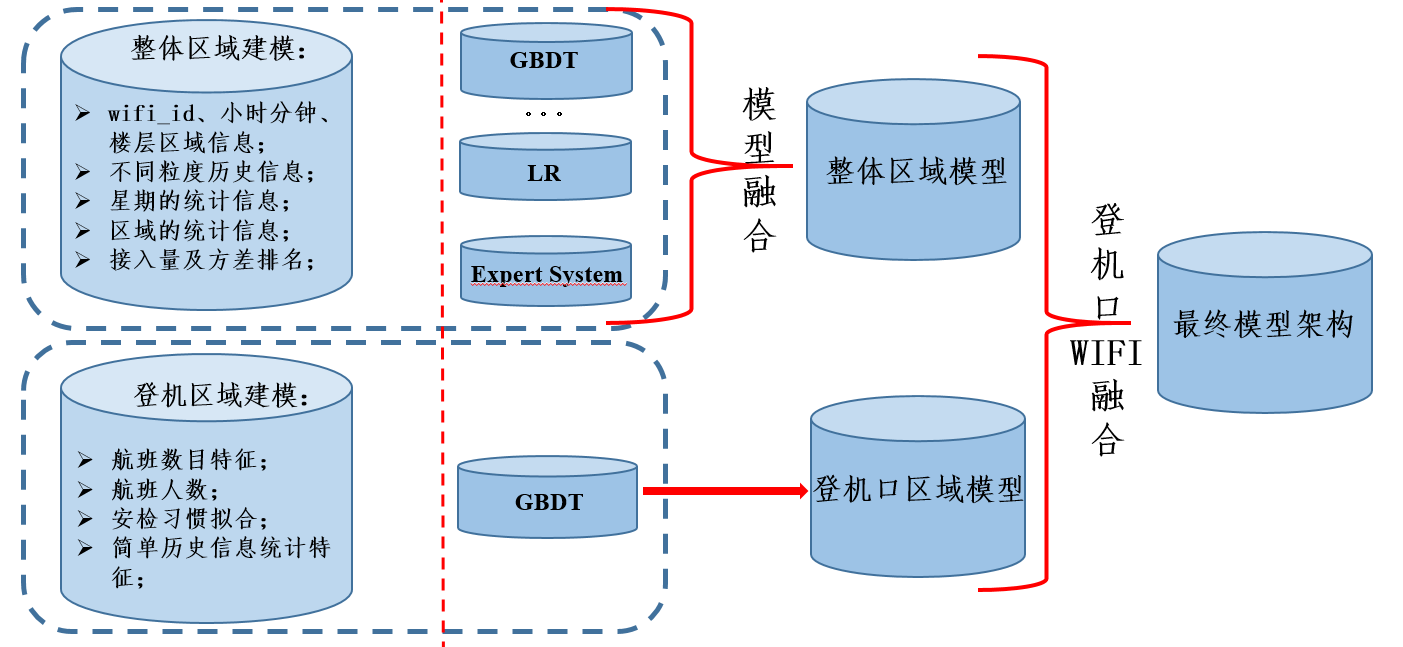 整体区域建模：
➢ wifi_id、小时分钟、
楼层区域信息；
➢ 不同粒度历史信息；
➢ 星期的统计信息；
➢ 区域的统计信息；
➢ 接入量及方差排名；
GBDT
。。。
LR
Expert System
模
型
融
合
整体区域模型
登机区域建模：
➢ 航班数目特征；
➢ 航班人数；
➢ 安检习惯拟合；
➢ 简单历史信息统计特
征；
GBDT
登机口区域模型
登
机
口
WIFI
融
合
最终模型架构